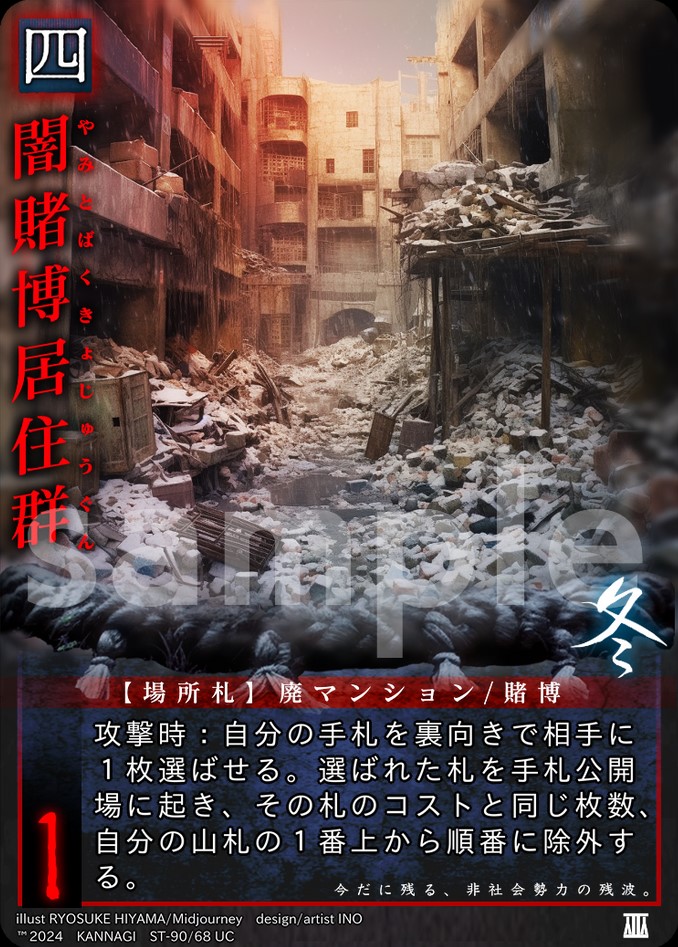 四
闇賭博居住群
やみとばくきょじゅうぐん
sample
冬
【場所札】廃マンション/賭博
攻撃時：自分の手札を裏向きで相手に
１枚選ばせる。選ばれた札を手札公開
場に起き、その札のコストと同じ枚数、
自分の山札の１番上から順番に除外す
る。
1
今だに残る、非社会勢力の残波。
illust RYOSUKE HIYAMA/Midjourney design/artist INO
™2024 KANNAGI ST-90/68 UC